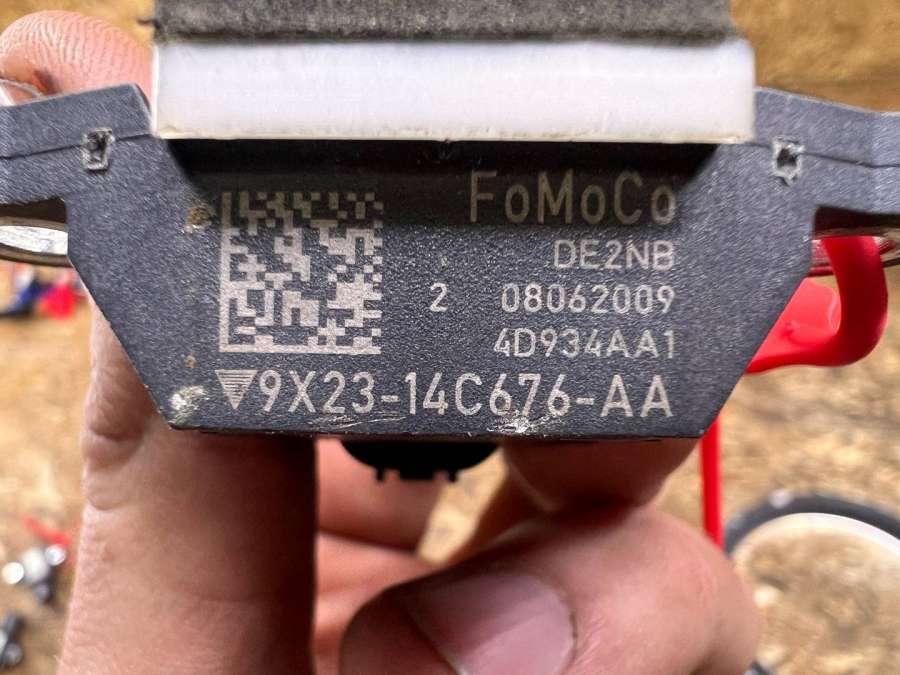 FoMoCo
DE2NB
2 08062009
4D934AA1
9X23-14C676-AA